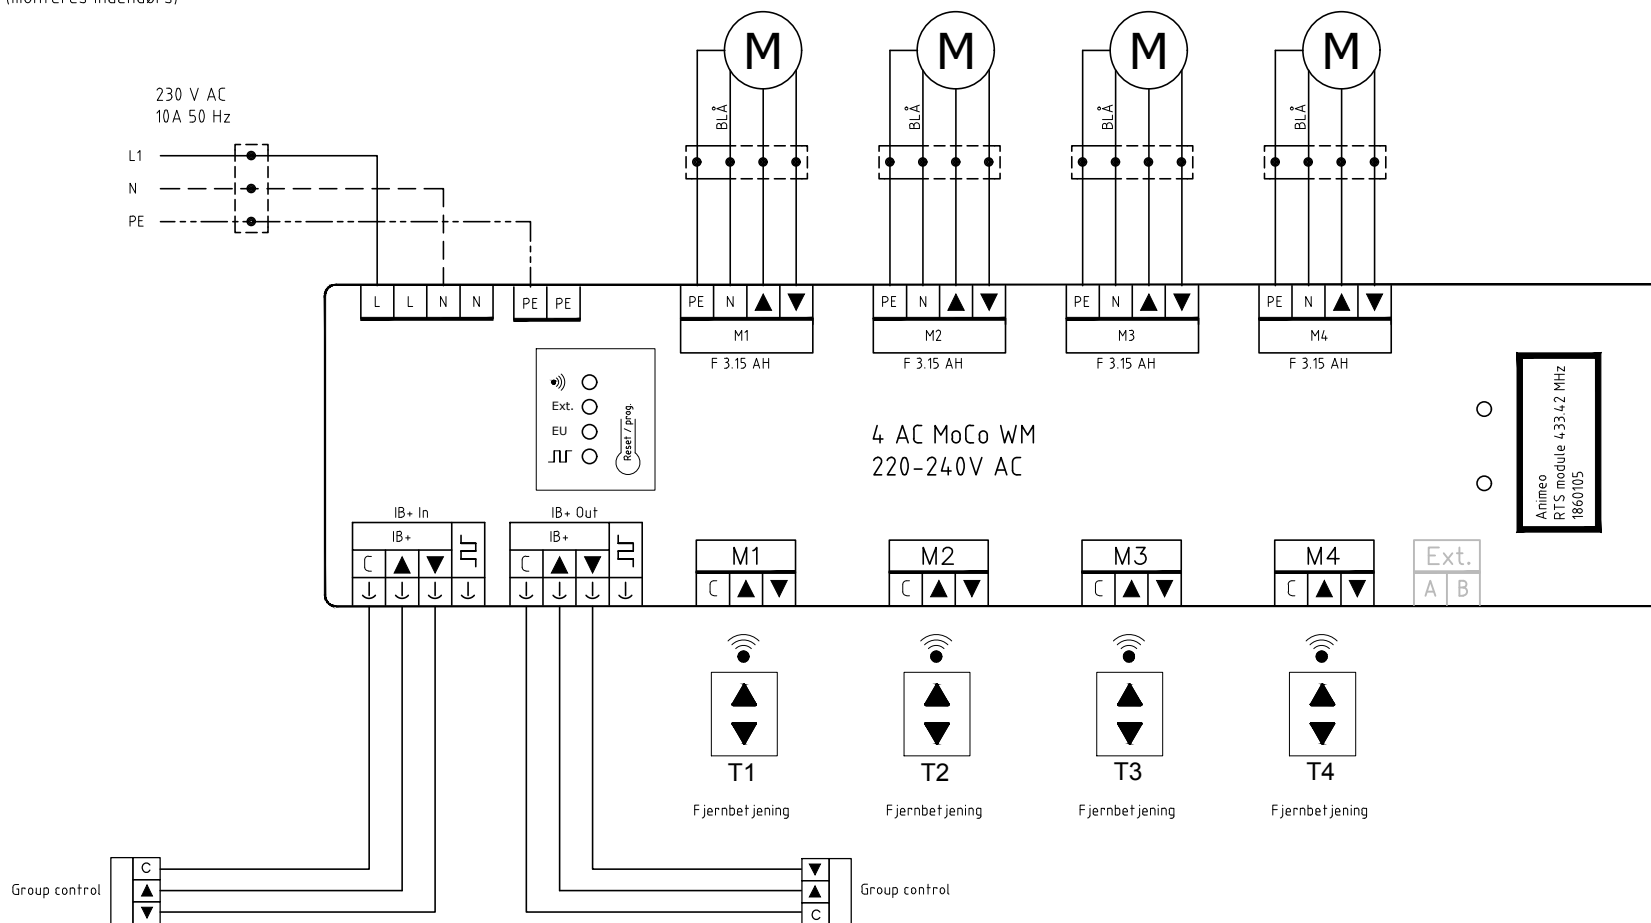 (monteres indendørs)
M
M
M
M
230 V AC
10A 50 Hz
BLÅ
BLÅ
BLÅ
BLÅ
L1
N
PE
L L N N
PE PE
PE N
PE N
PE N
PE N
M1
M2
M3
M4
F 3.15 AH
F 3.15 AH
F 3.15 AH
F 3.15 AH
Ext.
EU
Reset / prog.
4 AC MoCo WM
220-240V AC
Animeo
RTS module 433.42 MHz
1860105
IB+ In
IB+
C
IB+ Out
IB+
C
M1
C
M2
C
M3
C
M4
C
Ext.
A B
T1
T2
T3
T4
Fjernbetjening
Fjernbetjening
Fjernbetjening
Fjernbetjening
C
Group control
Group control
C